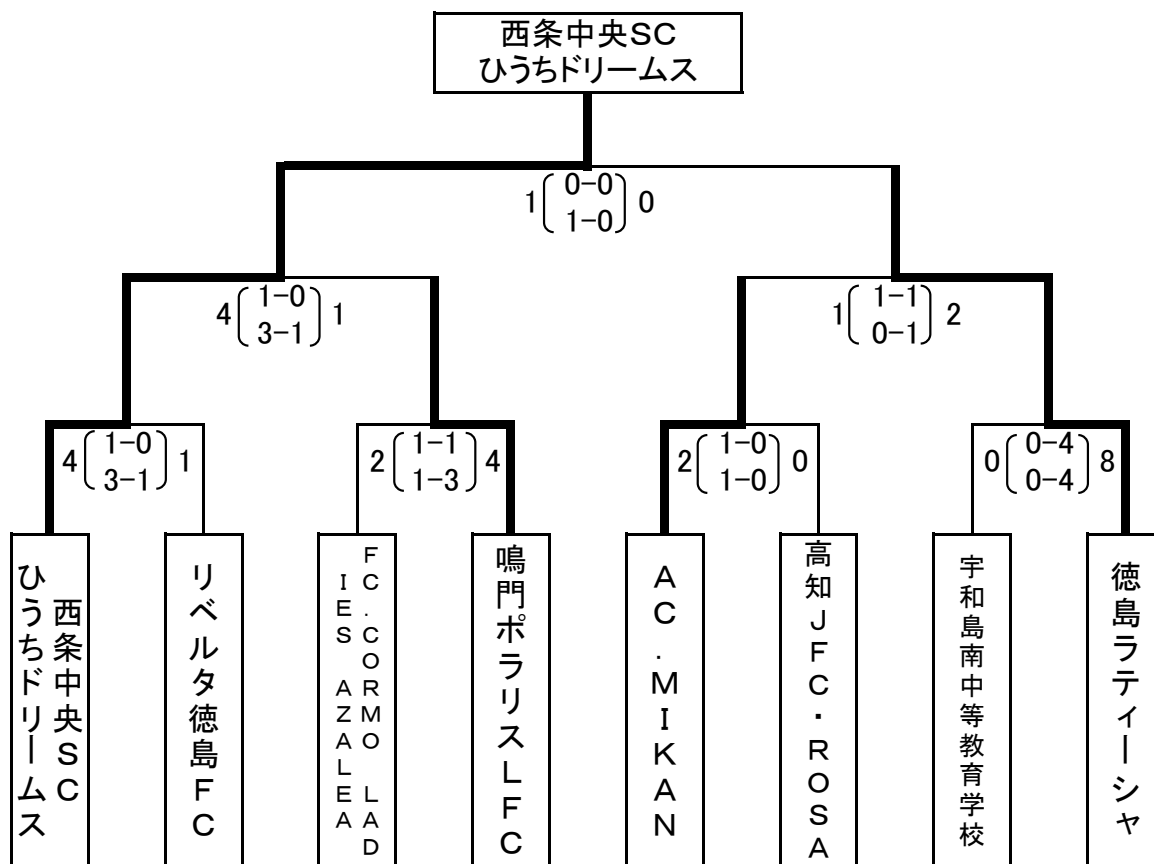 西条中央SC
ひうちドリームス
0-0
1 0
1-0
1-0
4 1
3-1
1-1
1 2
0-1
1-0
4 1
3-1
1-1
2 4
1-3
1-0
2 0
1-0
0-4
0 8
0-4
西条中央SC
ひうちドリームス
リベルタ徳島FC
FC.CORMO LAD
IES AZALEA
鳴門ポラリスLFC
AC.MIKAN
高知JFC・ROSA
宇和島南中等教育学校
徳島ラティーシャ